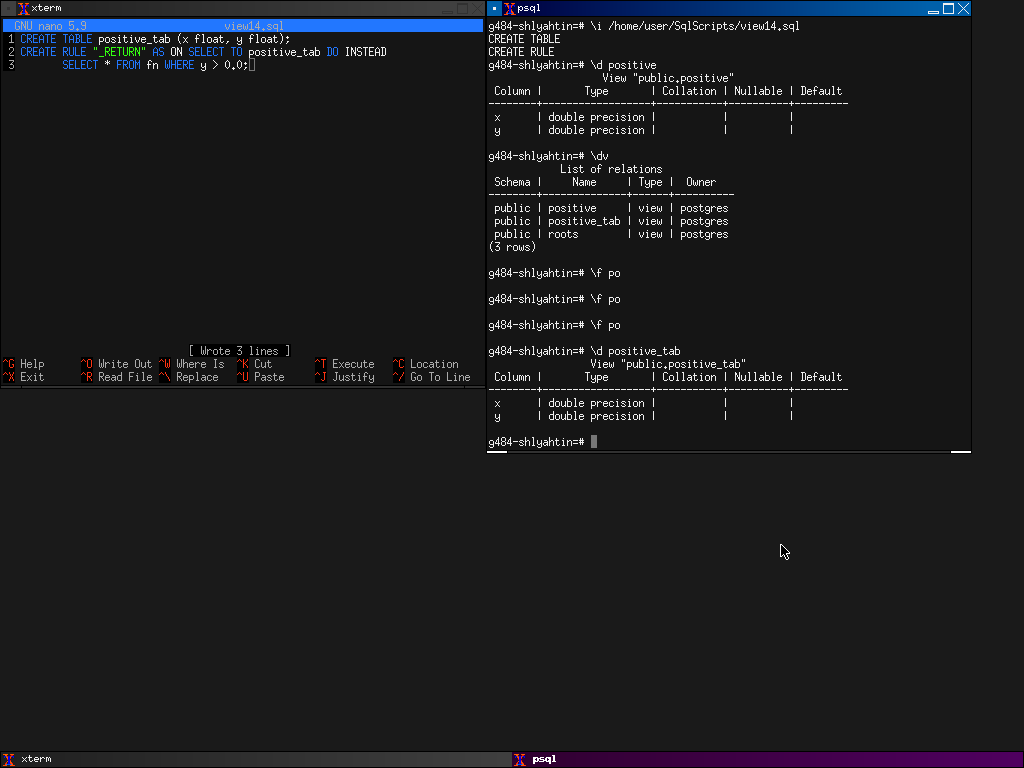 xterm
GNU nano 5.9 view14.sql
1 CREATE TABLE positive_tab (x float, y float);
2 CREATE RULE "_RETURN" AS ON SELECT TO positive_tab DO INSTEAD
3 SELECT * FROM fn WHERE y > 0.0;
[ Wrote 3 lines ]
^G Help ^O Write Out ^W Where Is ^K Cut ^T Execute ^C Location
^X Exit ^R Read File ^\ Replace ^U Paste ^J Justify ^/ Go To Line
psql
g484-shlyahtin=# \i /home/user/SqlScripts/view14.sql
CREATE TABLE
CREATE RULE
g484-shlyahtin=# \d positive
View "public.positive"
Column | Type | Collation | Nullable | Default
--------+------------------+-----------+----------+---------
x | double precision | | |
y | double precision | | |
g484-shlyahtin=# \dv
List of relations
Schema | Name | Type | Owner
--------+--------------+------+----------
public | positive | view | postgres
public | positive_tab | view | postgres
public | roots | view | postgres
(3 rows)
g484-shlyahtin=# \f po
g484-shlyahtin=# \f po
g484-shlyahtin=# \f po
g484-shlyahtin=# \d positive_tab
View "public.positive_tab"
Column | Type | Collation | Nullable | Default
--------+------------------+-----------+----------+---------
x | double precision | | |
y | double precision | | |
g484-shlyahtin=#
xterm
psql